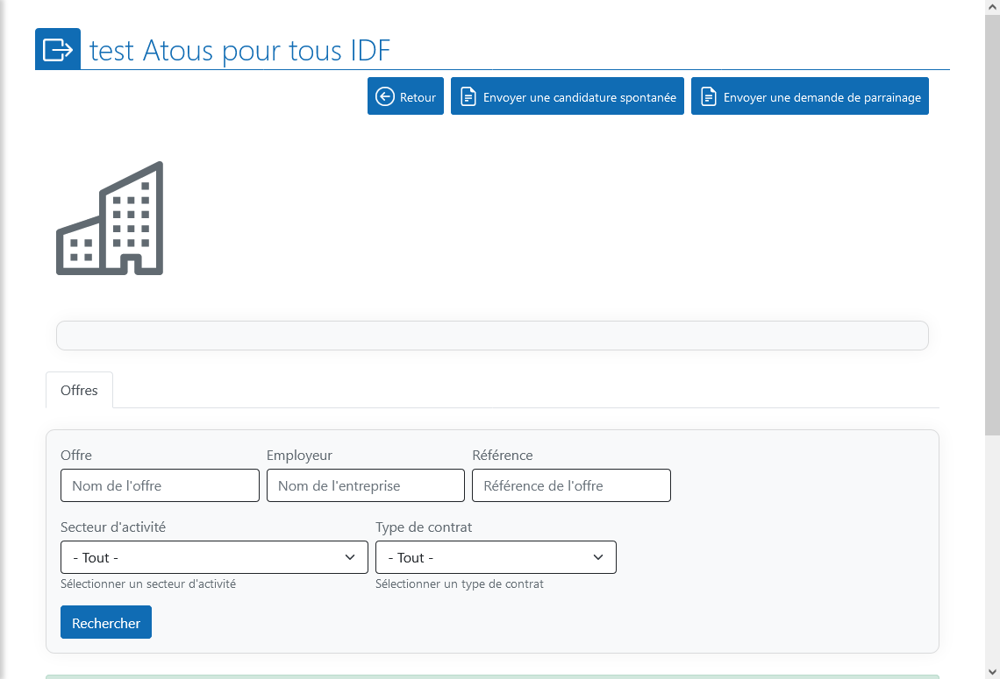 test Atous pour tous IDF
Retour
Envoyer une candidature spontanée
Envoyer une demande de parrainage
Offres
Offre
Employeur
Référence
Nom de l'offre
Nom de l'entreprise
Référence de l'offre
Secteur d'activité
Type de contrat
- Tout -
- Tout -
Sélectionner un secteur d'activité
Sélectionner un type de contrat
Rechercher